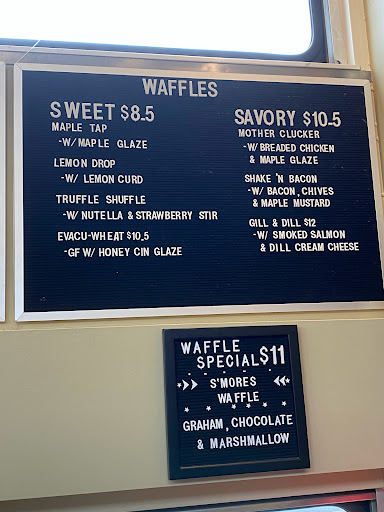 WAFFLES
SWEET $8.5
MAPLE TAP
-W/ MAPLE GLAZE
LEMON DROP
-W/ LEMON CURD
TRUFFLE SHUFFLE
-W/ NUTELLA & STRAWBERRY STIR
EVACU-WHEAT $10.5
-GF W/ HONEY CIN GLAZE
SAVORY $10.5
MOTHER CLUCKER
-W/ BREADED CHICKEN
& MAPLE GLAZE
SHAKE 'N BACON
-W/ BACON, CHIVES
& MAPLE MUSTARD
GILL & DILL $12
-W/ SMOKED SALMON
& DILL CREAM CHEESE
WAFFLE
SPECIAL $11
S'MORES
WAFFLE
GRAHAM, CHOCOLATE
& MARSHMALLOW